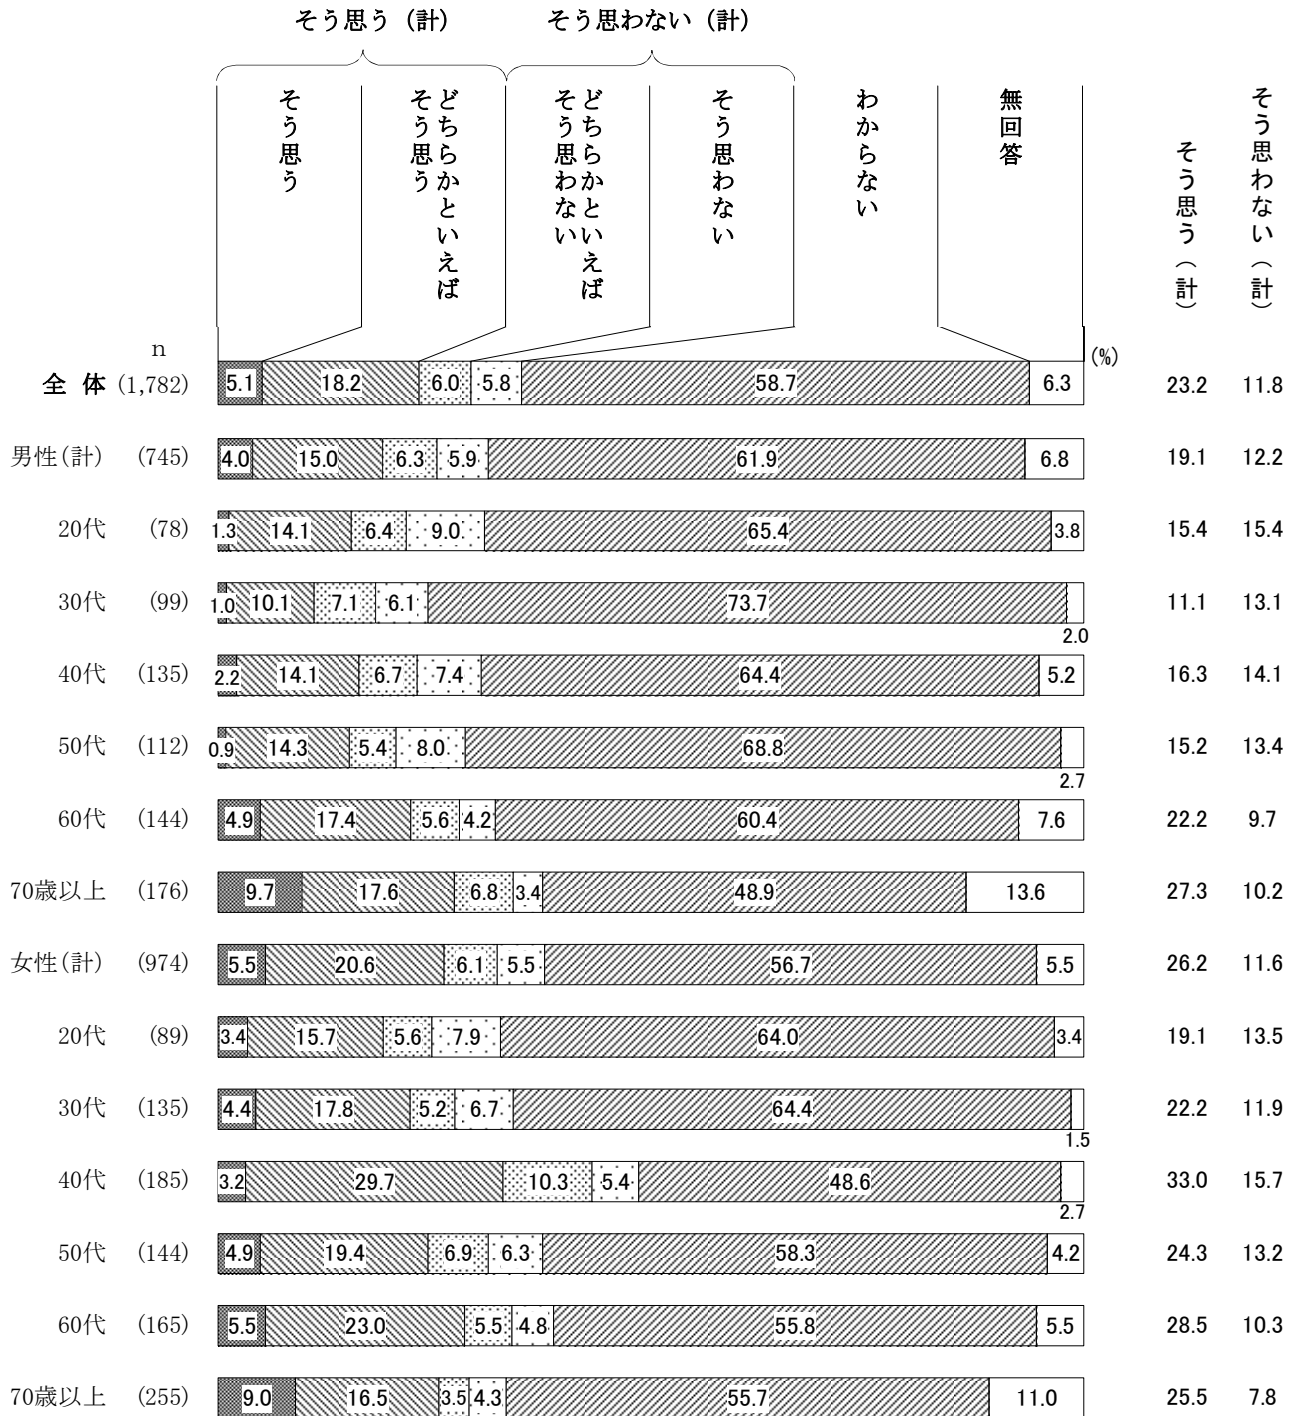 そう思う（計） そう思わない（計）
そう思う
どちらかといえば
そう思う
どちらかといえば
そう思わない
そう思わない
わからない
無回答
そう思う（計）
そう思わない（計）
n
(%)
全 体 (1,782) 5.1 18.2 6.0 5.8 58.7 6.3 23.2 11.8
男性(計) (745) 4.0 15.0 6.3 5.9 61.9 6.8 19.1 12.2
20代 (78) 1.3 14.1 6.4 9.0 65.4 3.8 15.4 15.4
30代 (99) 1.0 10.1 7.1 6.1 73.7 2.0 11.1 13.1
40代 (135) 2.2 14.1 6.7 7.4 64.4 5.2 16.3 14.1
50代 (112) 0.9 14.3 5.4 8.0 68.8 2.7 15.2 13.4
60代 (144) 4.9 17.4 5.6 4.2 60.4 7.6 22.2 9.7
70歳以上 (176) 9.7 17.6 6.8 3.4 48.9 13.6 27.3 10.2
女性(計) (974) 5.5 20.6 6.1 5.5 56.7 5.5 26.2 11.6
20代 (89) 3.4 15.7 5.6 7.9 64.0 3.4 19.1 13.5
30代 (135) 4.4 17.8 5.2 6.7 64.4 1.5 22.2 11.9
40代 (185) 3.2 29.7 10.3 5.4 48.6 2.7 33.0 15.7
50代 (144) 4.9 19.4 6.9 6.3 58.3 4.2 24.3 13.2
60代 (165) 5.5 23.0 5.5 4.8 55.8 5.5 28.5 10.3
70歳以上 (255) 9.0 16.5 3.5 4.3 55.7 11.0 25.5 7.8